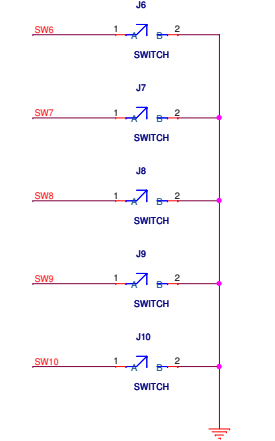 J6
SW6 1 A B 2
SWITCH
J7
SW7 1 A B 2
SWITCH
J8
SW8 1 A B 2
SWITCH
J9
SW9 1 A B 2
SWITCH
J10
SW10 1 A B 2
SWITCH